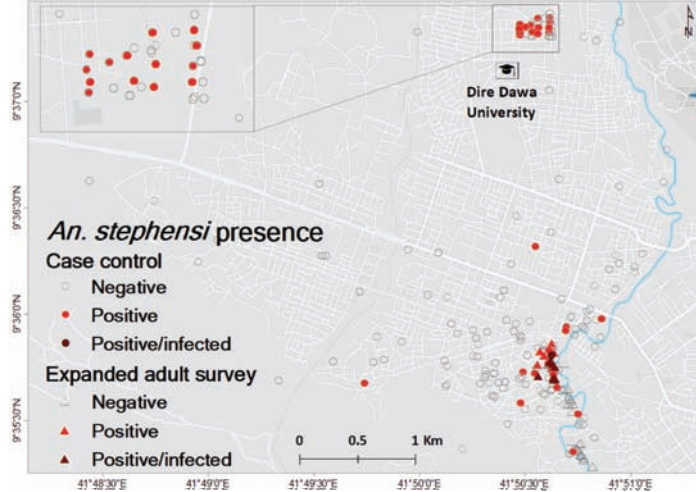 N
Dire Dawa
University
9°37'0"N
9°36'30"N
9°36'0"N
9°35'30"N
An. stephensi presence
Case control
Negative
Positive
Positive/infected
Expanded adult survey
Negative
Positive
Positive/infected
0 0.5 1 Km
41°48'30"E 41°49'0"E 41°49'30"E 41°50'0"E 41°50'30"E 41°51'0"E